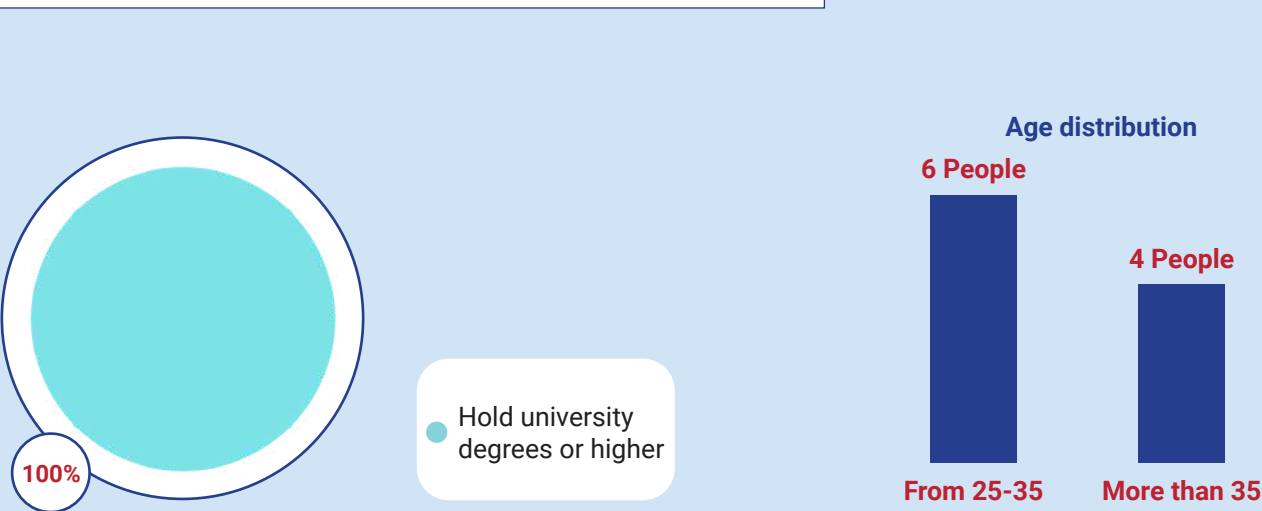 100%
Hold university
degrees or higher
Age distribution
6 People
4 People
From 25-35
More than 35